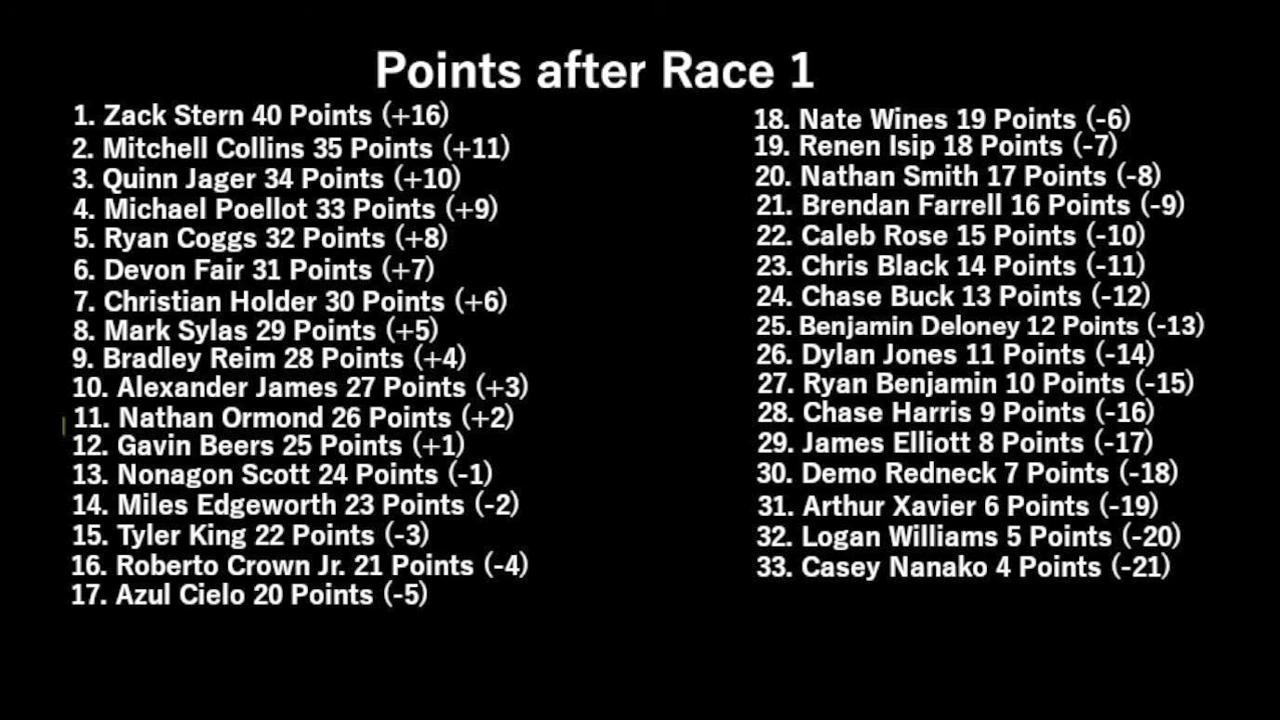 Points after Race 1
1. Zack Stern 40 Points (+16)
2. Mitchell Collins 35 Points (+11)
3. Quinn Jager 34 Points (+10)
4. Michael Poellot 33 Points (+9)
5. Ryan Coggs 32 Points (+8)
6. Devon Fair 31 Points (+7)
7. Christian Holder 30 Points (+6)
8. Mark Sylas 29 Points (+5)
9. Bradley Reim 28 Points (+4)
10. Alexander James 27 Points (+3)
11. Nathan Ormond 26 Points (+2)
12. Gavin Beers 25 Points (+1)
13. Nonagon Scott 24 Points (-1)
14. Miles Edgeworth 23 Points (-2)
15. Tyler King 22 Points (-3)
16. Roberto Crown Jr. 21 Points (-4)
17. Azul Cielo 20 Points (-5)
18. Nate Wines 19 Points (-6)
19. Renen Isip 18 Points (-7)
20. Nathan Smith 17 Points (-8)
21. Brendan Farrell 16 Points (-9)
22. Caleb Rose 15 Points (-10)
23. Chris Black 14 Points (-11)
24. Chase Buck 13 Points (-12)
25. Benjamin Deloney 12 Points (-13)
26. Dylan Jones 11 Points (-14)
27. Ryan Benjamin 10 Points (-15)
28. Chase Harris 9 Points (-16)
29. James Elliott 8 Points (-17)
30. Demo Redneck 7 Points (-18)
31. Arthur Xavier 6 Points (-19)
32. Logan Williams 5 Points (-20)
33. Casey Nanako 4 Points (-21)